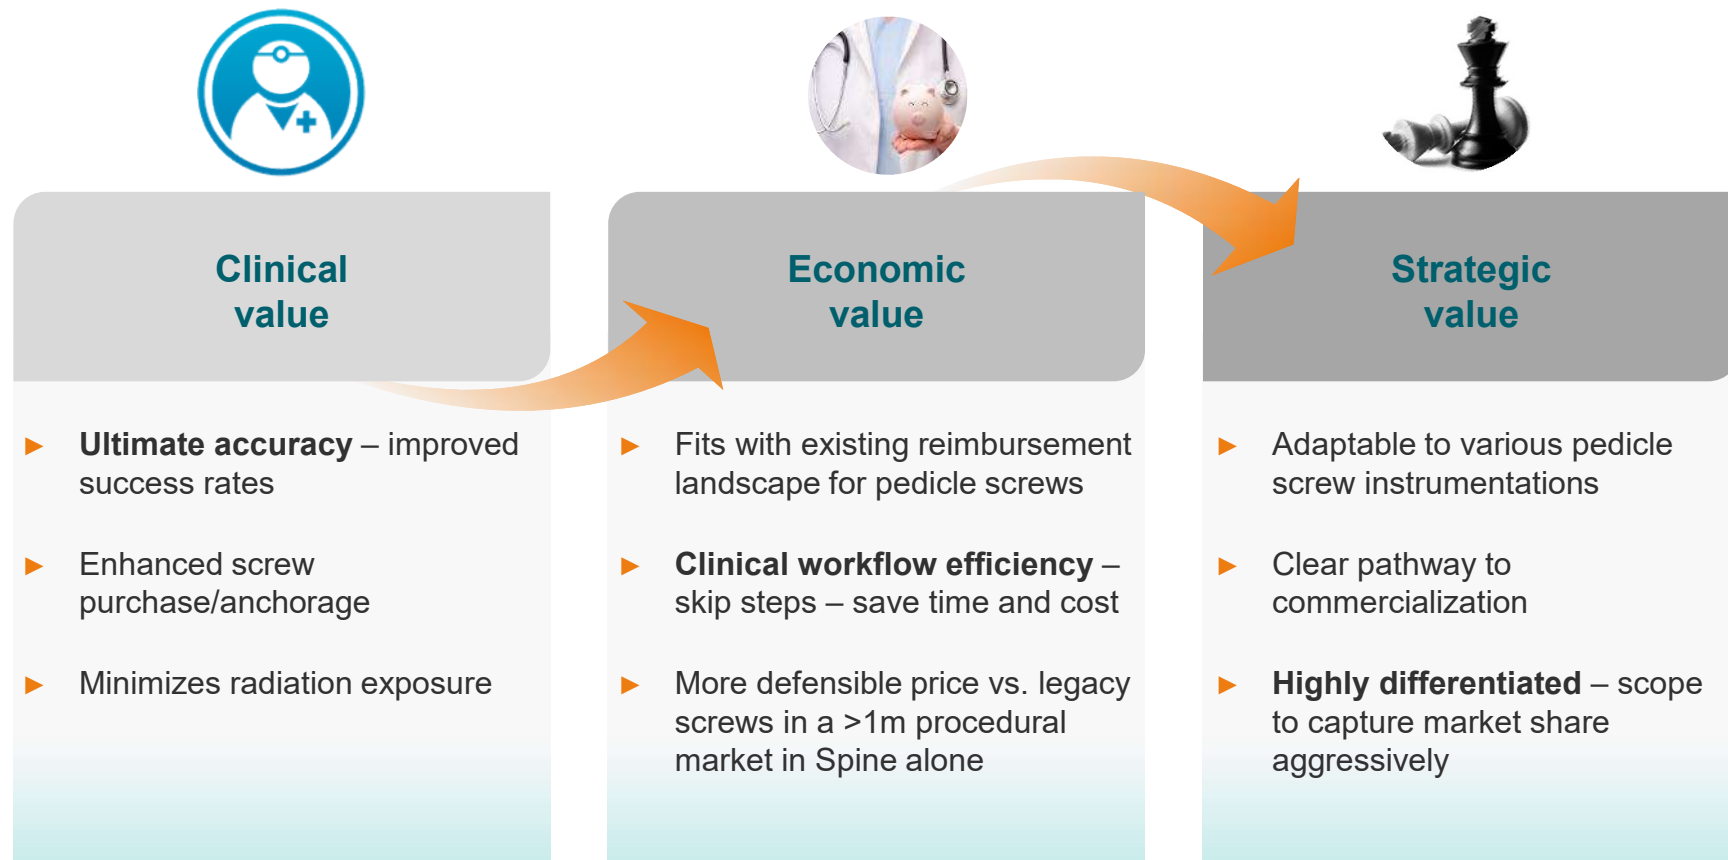 Clinical
value
► Ultimate accuracy – improved
success rates
► Enhanced screw
purchase/anchorage
► Minimizes radiation exposure
Economic
value
► Fits with existing reimbursement
landscape for pedicle screws
► Clinical workflow efficiency –
skip steps – save time and cost
► More defensible price vs. legacy
screws in a >1m procedural
market in Spine alone
Strategic
value
► Adaptable to various pedicle
screw instrumentations
► Clear pathway to
commercialization
► Highly differentiated – scope
to capture market share
aggressively